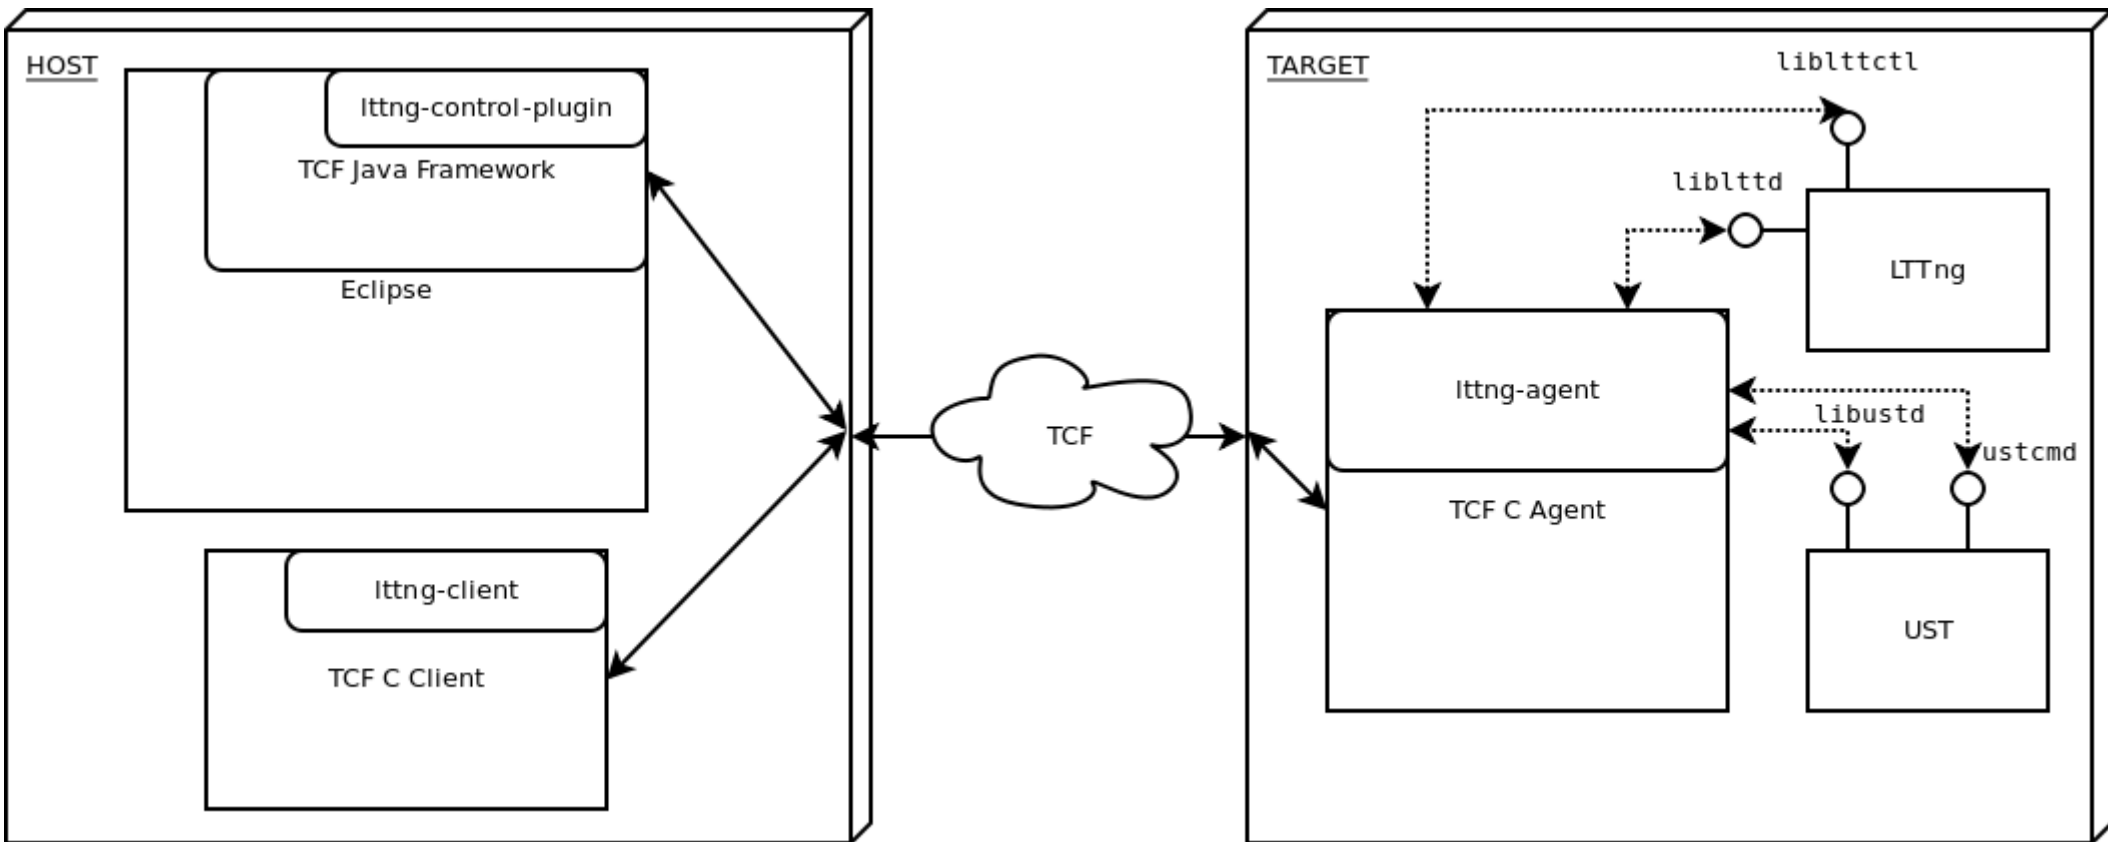 HOST
lttng-control-plugin
TCF Java Framework
Eclipse
lttng-client
TCF C Client
TCF
TARGET
liblttctl
liblttd
LTTng
lttng-agent
TCF C Agent
libustd
ustcmd
UST